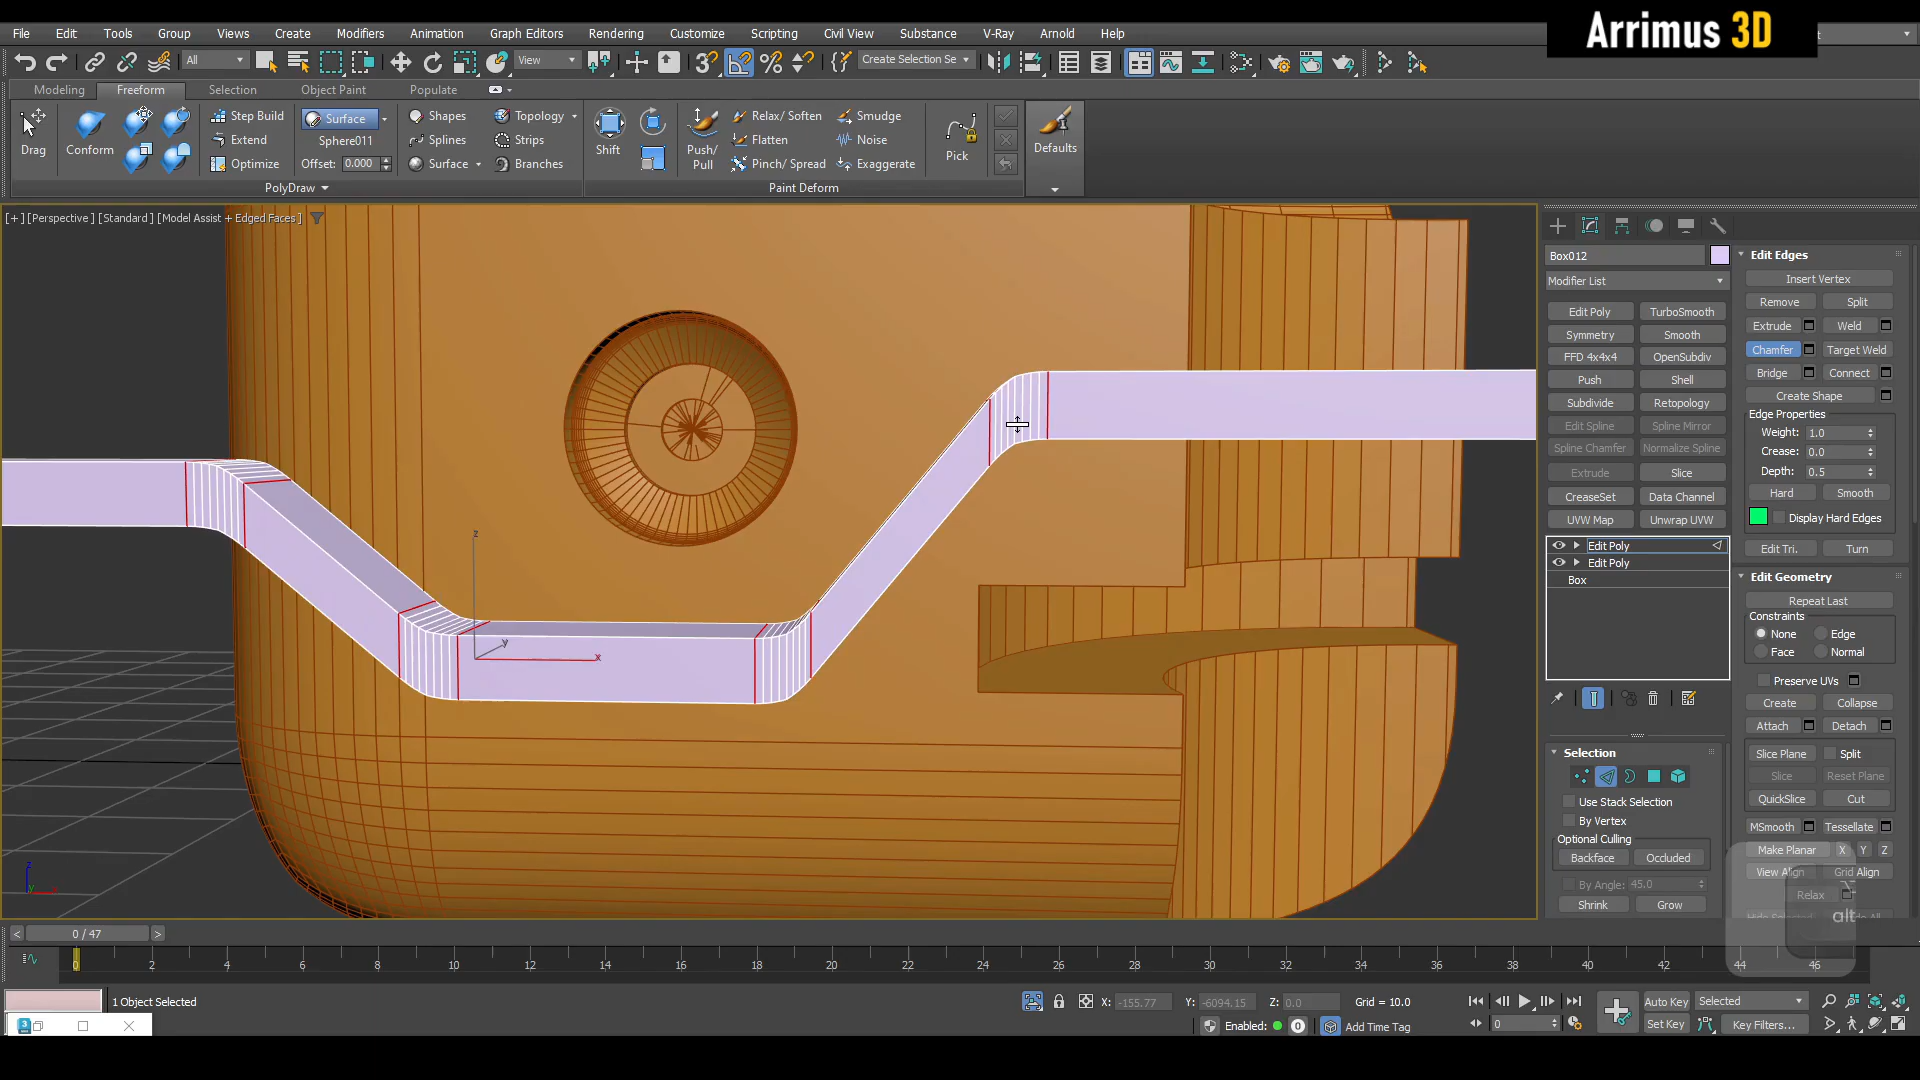 Arrimus 3D
File Edit Tools Group Views Create Modifiers Animation Graph Editors Rendering Customize Scripting Civil View Substance V-Ray Arnold Help
All View Create Selection Se
Modeling Freeform Selection Object Paint Populate
Drag Conform Step Build Extend Optimize Surface Sphere011 Offset: 0.000 Shapes Splines Surface Topology Strips Branches Shift Push/ Pull Relax/ Soften Flatten Pinch/ Spread Smudge Noise Exaggerate Pick Defaults
PolyDraw Paint Deform
[+] [Perspective] [Standard] [Model Assist + Edged Faces]
z
y
x
z
y
Box012
Modifier List
Edit Poly TurboSmooth
Symmetry Smooth
FFD 4x4x4 OpenSubdiv
Push Shell
Subdivide Retopology
Edit Spline Spline Mirror
Spline Chamfer Normalize Spline
Extrude Slice
CreaseSet Data Channel
UVW Map Unwrap UVW
Edit Poly
Edit Poly
Box
Selection
Use Stack Selection
By Vertex
Optional Culling
Backface Occluded
By Angle: 45.0
Shrink Grow
Edit Edges
Insert Vertex
Remove Split
Extrude Weld
Chamfer Target Weld
Bridge Connect
Create Shape
Edge Properties
Weight: 1.0
Crease: 0.0
Depth: 0.5
Hard Smooth
Display Hard Edges
Edit Tri. Turn
Edit Geometry
Repeat Last
Constraints
None Edge
Face Normal
Preserve UVs
Create Collapse
Attach Detach
Slice Plane Split
Slice Reset Plane
QuickSlice Cut
MSmooth Tessellate
Make Planar X Y Z
View Align Grid Align
Relax
alt
< 0 / 47 >
0 2 4 6 8 10 12 14 16 18 20 22 24 26 28 30 32 34 36 38 40 42 44 46
1 Object Selected X: -155.77 Y: -6094.15 Z: 0.0 Grid = 10.0 Auto Key Selected
Enabled: 0 Add Time Tag 0 Set Key Key Filters...